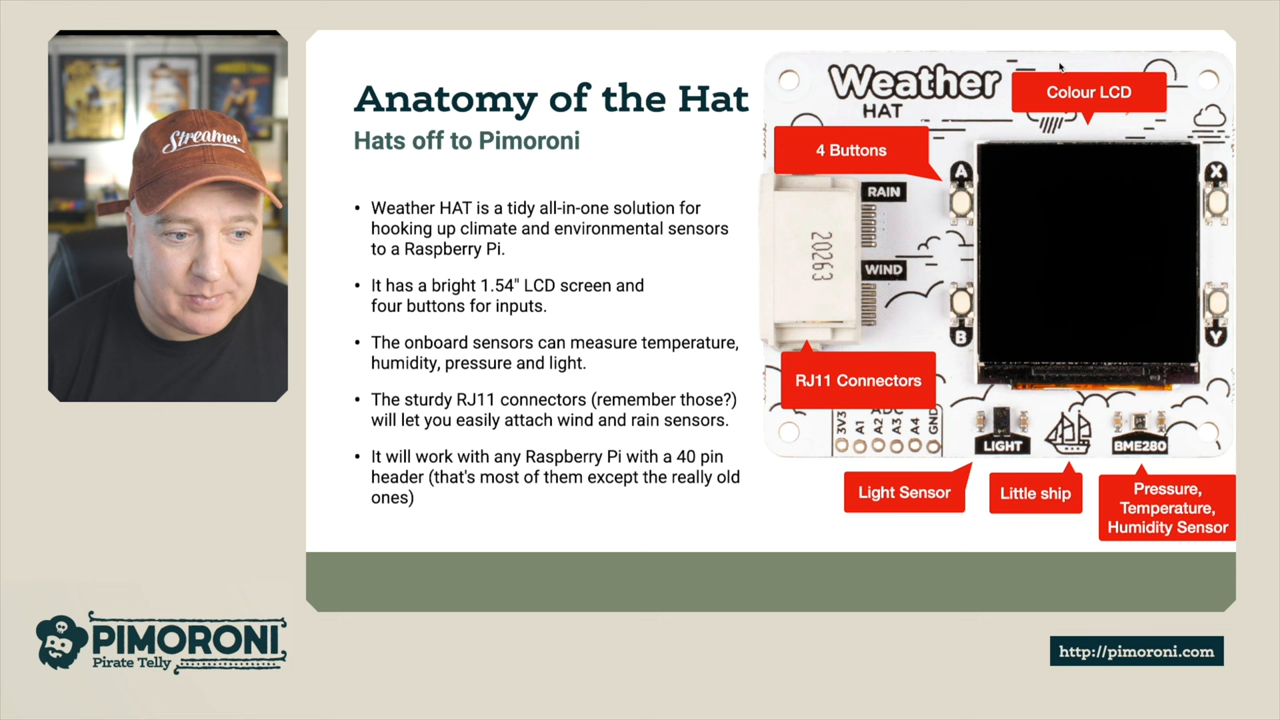 Streamer
Anatomy of the Hat
Hats off to Pimoroni
• Weather HAT is a tidy all-in-one solution for
hooking up climate and environmental sensors
to a Raspberry Pi.
• It has a bright 1.54" LCD screen and
four buttons for inputs.
• The onboard sensors can measure temperature,
humidity, pressure and light.
• The sturdy RJ11 connectors (remember those?)
will let you easily attach wind and rain sensors.
• It will work with any Raspberry Pi with a 40 pin
header (that's most of them except the really old
ones)
Weather
HAT
Colour LCD
4 Buttons
A
X
RAIN
20263
WIND
B
Y
RJ11 Connectors
3V3
A1
A2
A3
A4
GND
LIGHT
BME280
Light Sensor
Little ship
Pressure,
Temperature,
Humidity Sensor
PIMORONI
Pirate Telly
http://pimoroni.com